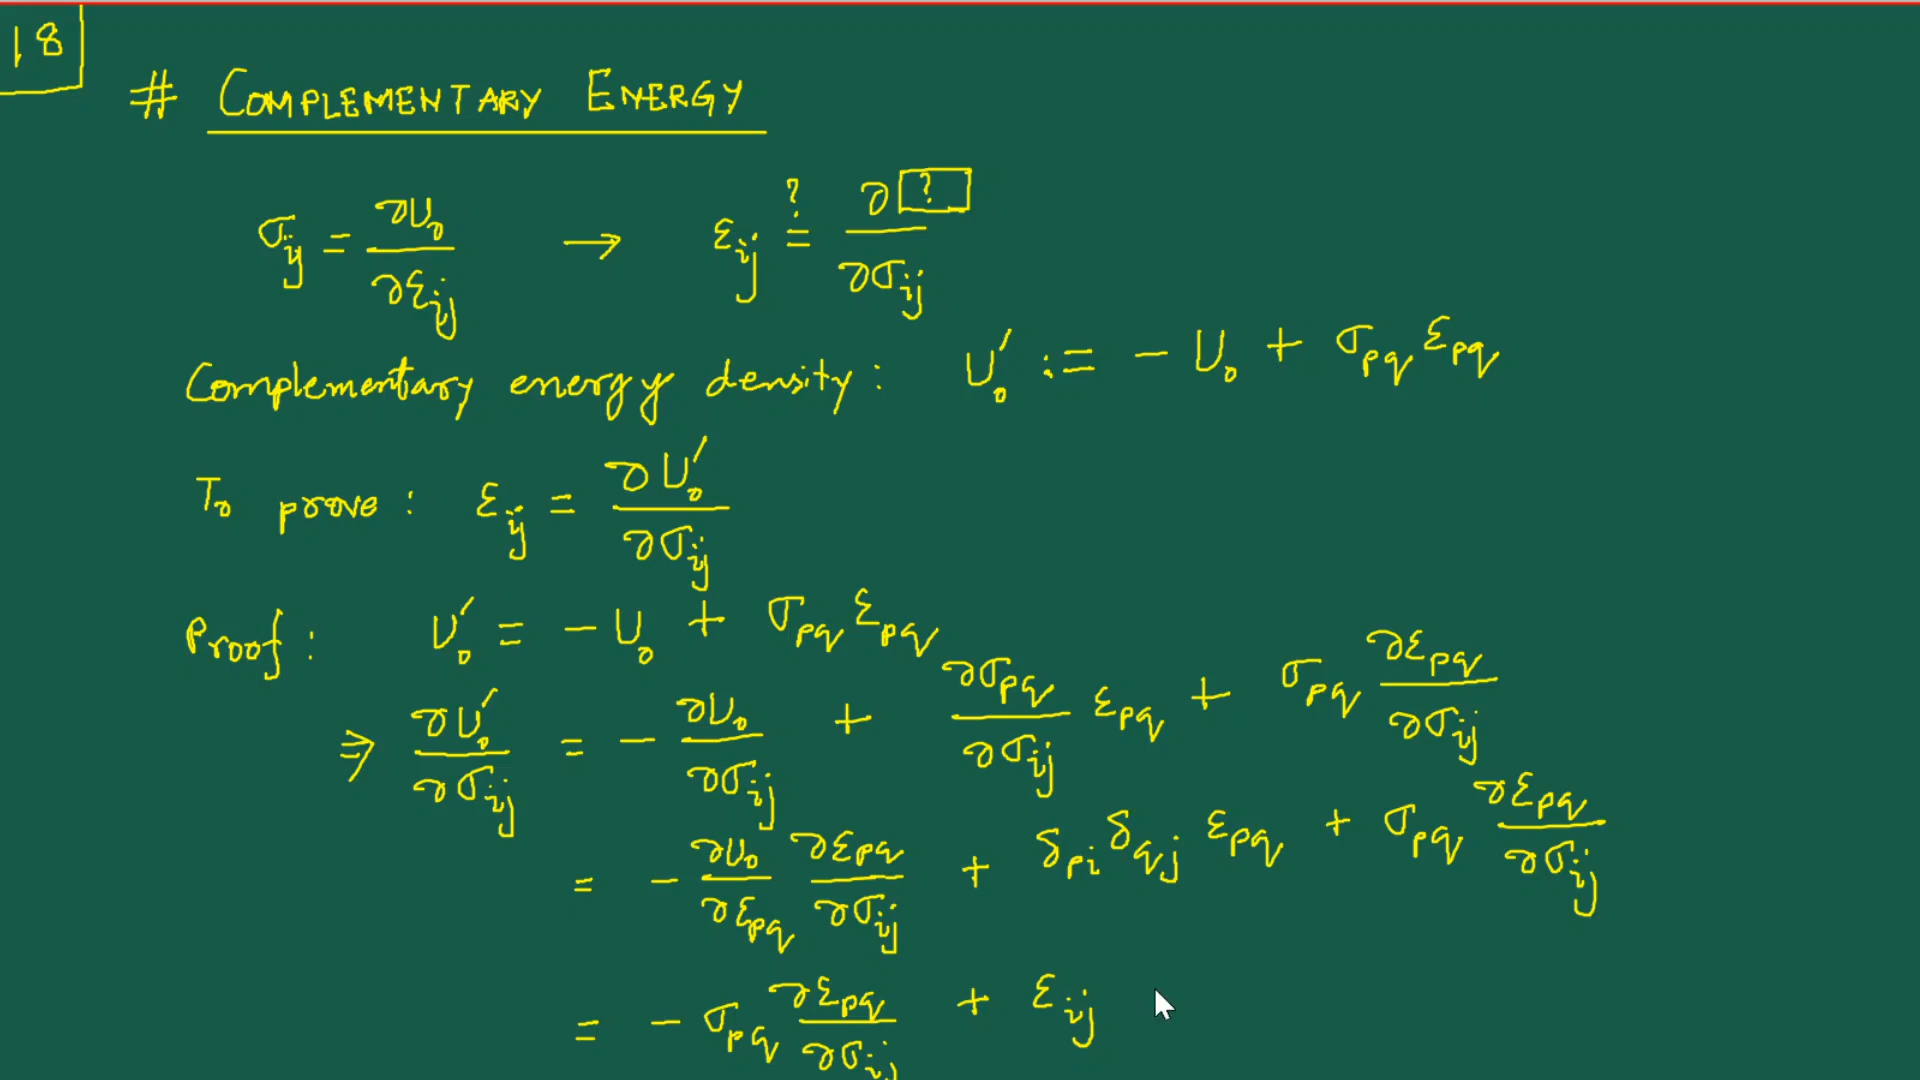 18
# COMPLEMENTARY ENERGY
σij = ∂U₀/∂εij → εij ?= ∂[?]/∂σij
Complementary energy density: U₀′ := − U₀ + σpq εpq
To prove: εij = ∂U₀′/∂σij
Proof: U₀′ = − U₀ + σpq εpq
⇒ ∂U₀′/∂σij = − ∂U₀/∂σij + ∂σpq/∂σij εpq + σpq ∂εpq/∂σij
= − ∂U₀/∂εpq ∂εpq/∂σij + δpi δqj εpq + σpq ∂εpq/∂σij
= − σpq ∂εpq/∂σij + εij